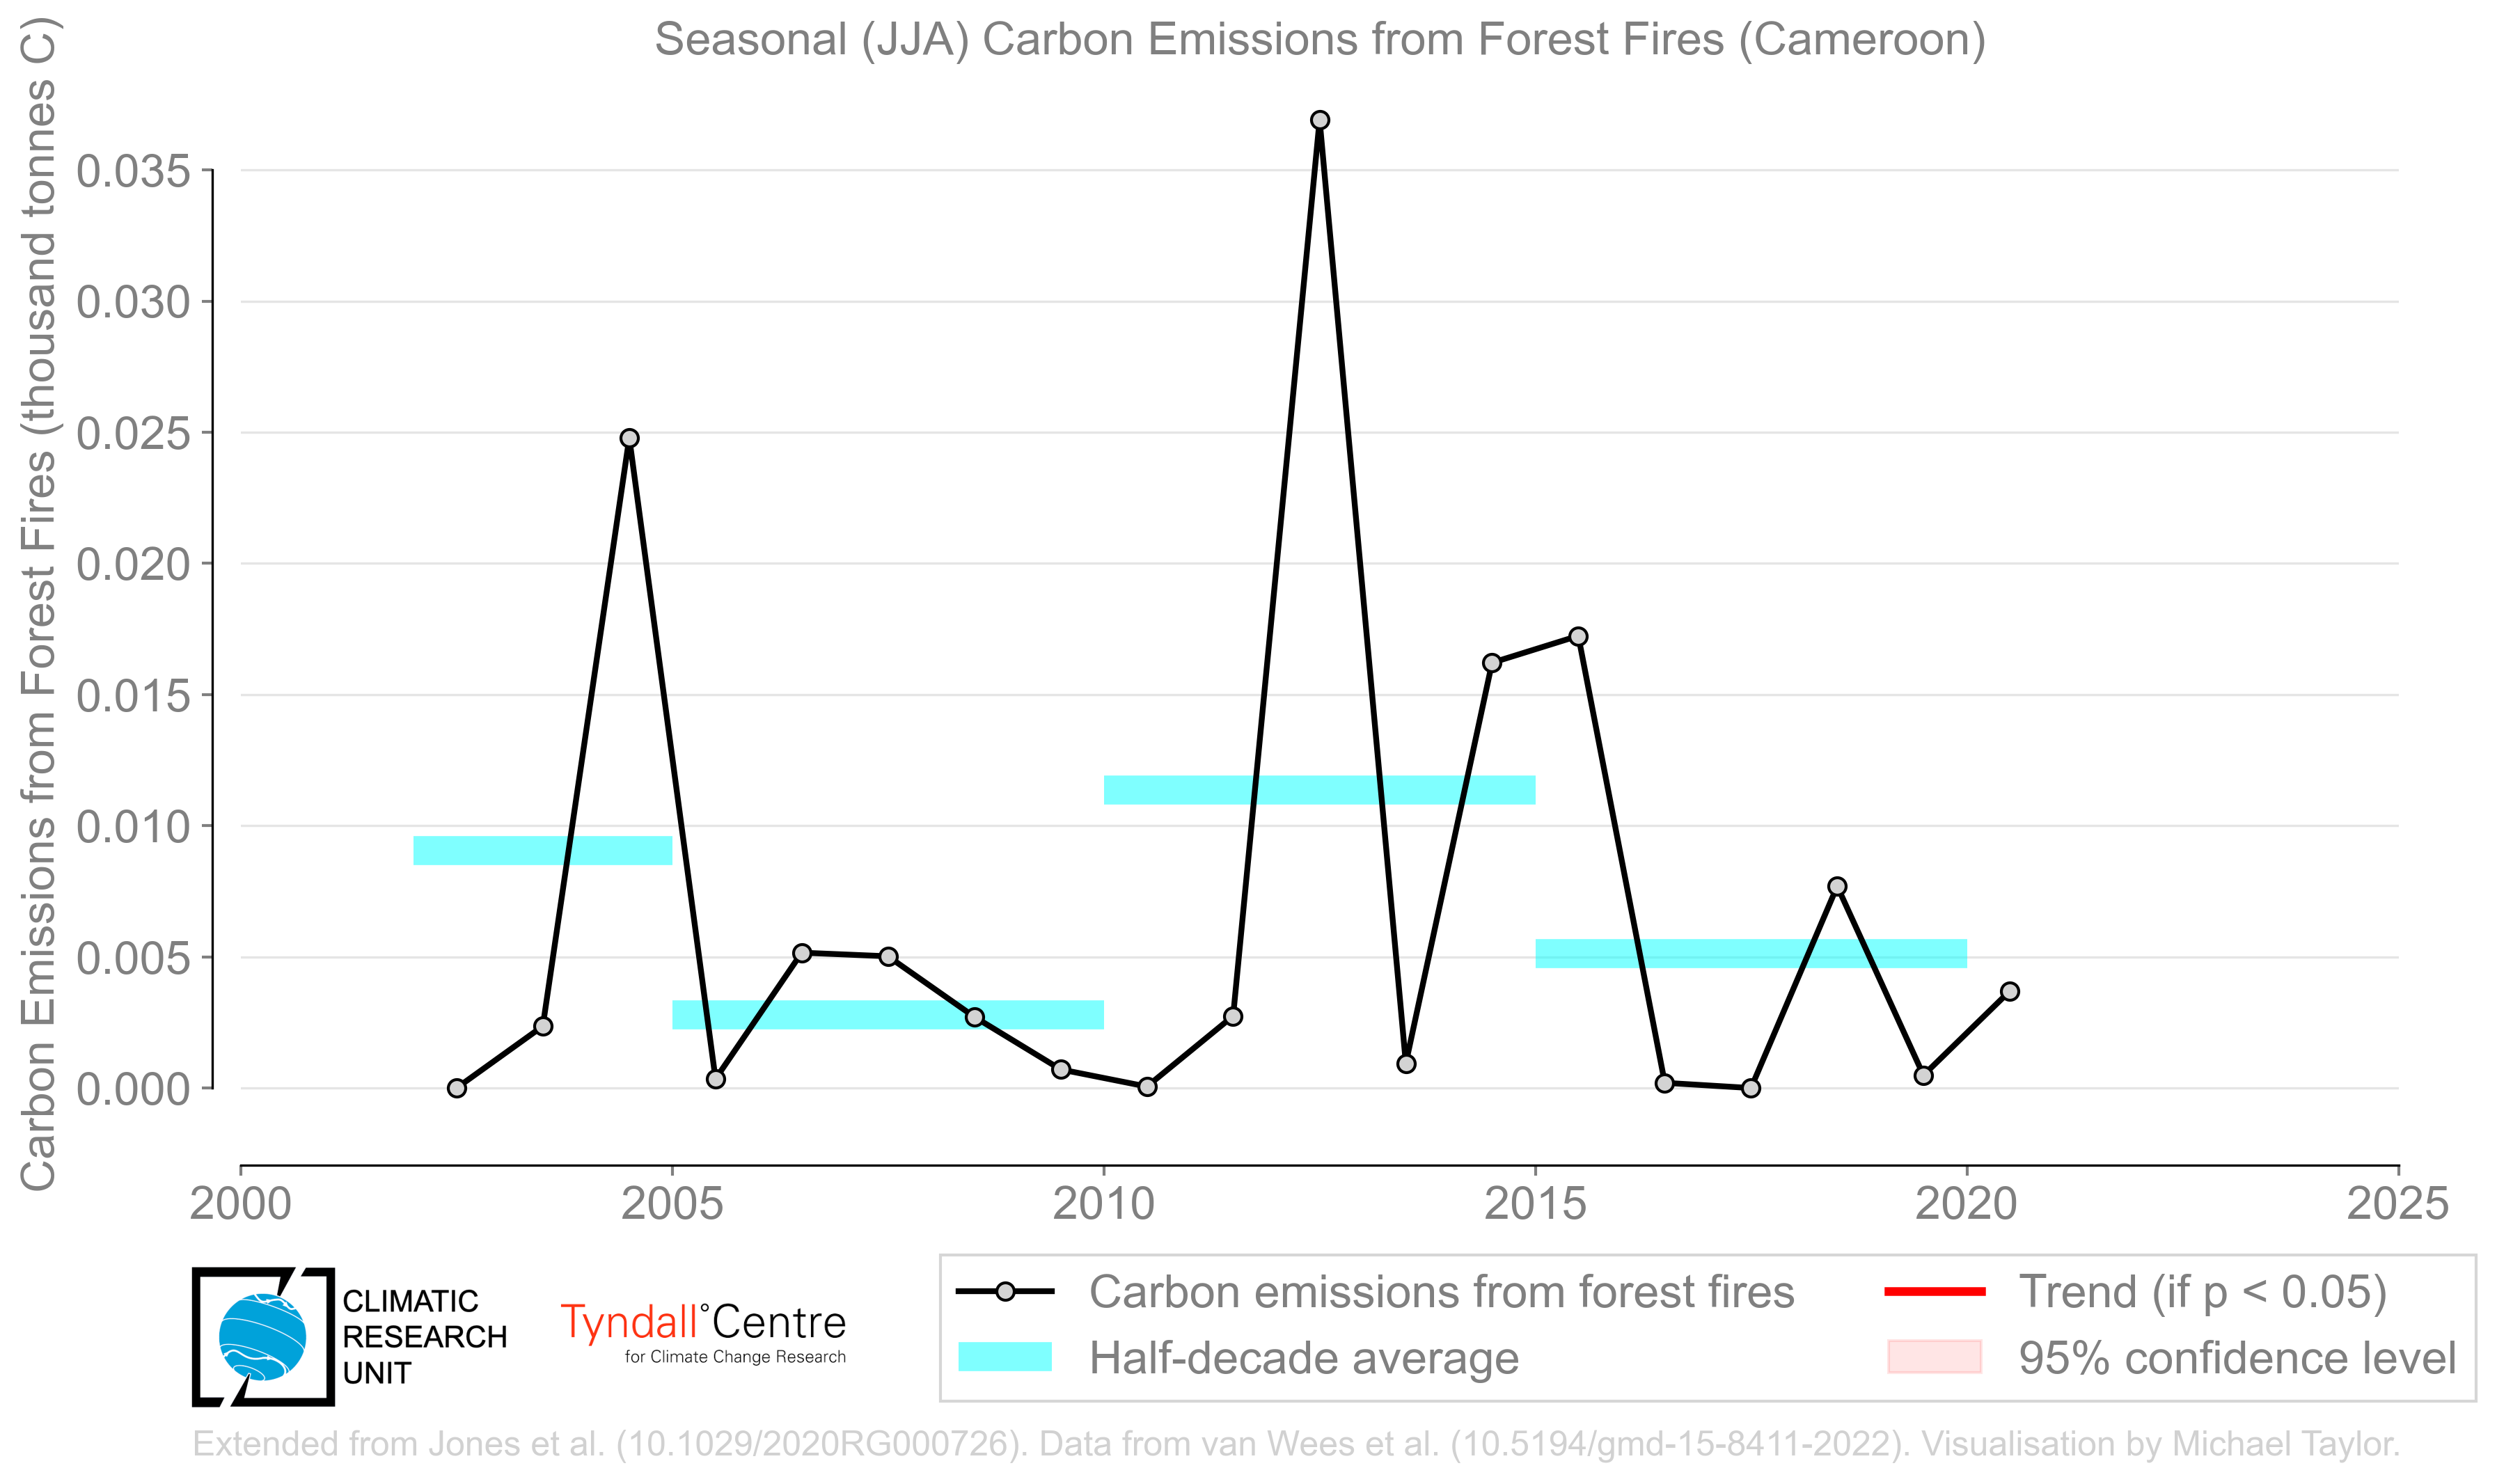 Seasonal (JJA) Carbon Emissions from Forest Fires (Cameroon)
Carbon Emissions from Forest Fires (thousand tonnes C)
0.035
0.030
0.025
0.020
0.015
0.010
0.005
0.000
2000 2005 2010 2015 2020 2025
CLIMATIC
RESEARCH
UNIT
Tyndall°Centre
for Climate Change Research
Carbon emissions from forest fires
Half-decade average
Trend (if p < 0.05)
95% confidence level
Extended from Jones et al. (10.1029/2020RG000726). Data from van Wees et al. (10.5194/gmd-15-8411-2022). Visualisation by Michael Taylor.